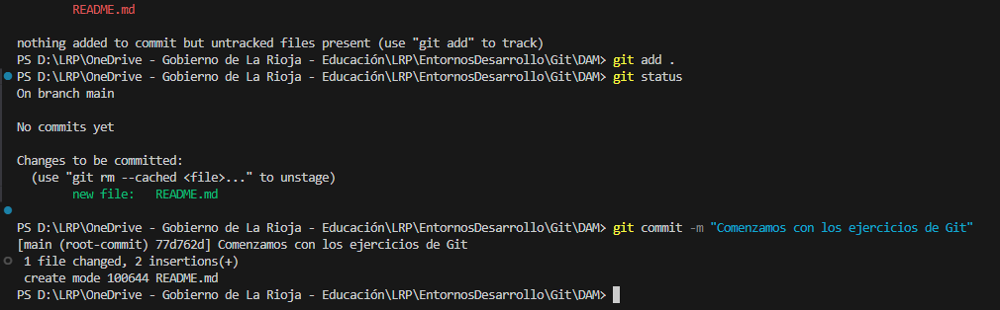 README.md
nothing added to commit but untracked files present (use "git add" to track)
PS D:\LRP\OneDrive - Gobierno de La Rioja - Educación\LRP\EntornosDesarrollo\Git\DAM> git add .
PS D:\LRP\OneDrive - Gobierno de La Rioja - Educación\LRP\EntornosDesarrollo\Git\DAM> git status
On branch main
No commits yet
Changes to be committed:
(use "git rm --cached <file>..." to unstage)
new file:   README.md
PS D:\LRP\OneDrive - Gobierno de La Rioja - Educación\LRP\EntornosDesarrollo\Git\DAM> git commit -m "Comenzamos con los ejercicios de Git"
[main (root-commit) 77d762d] Comenzamos con los ejercicios de Git
1 file changed, 2 insertions(+)
create mode 100644 README.md
PS D:\LRP\OneDrive - Gobierno de La Rioja - Educación\LRP\EntornosDesarrollo\Git\DAM>